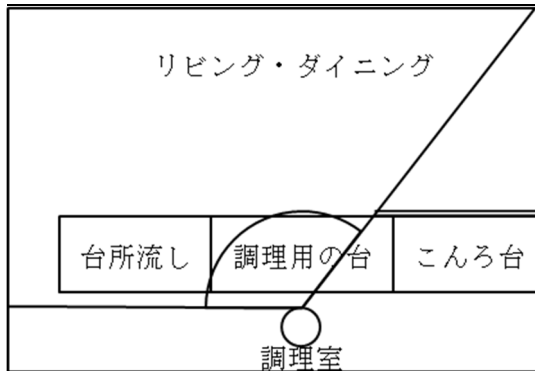 リビング・ダイニング
台所流し
調理用の台
こんろ台
調理室